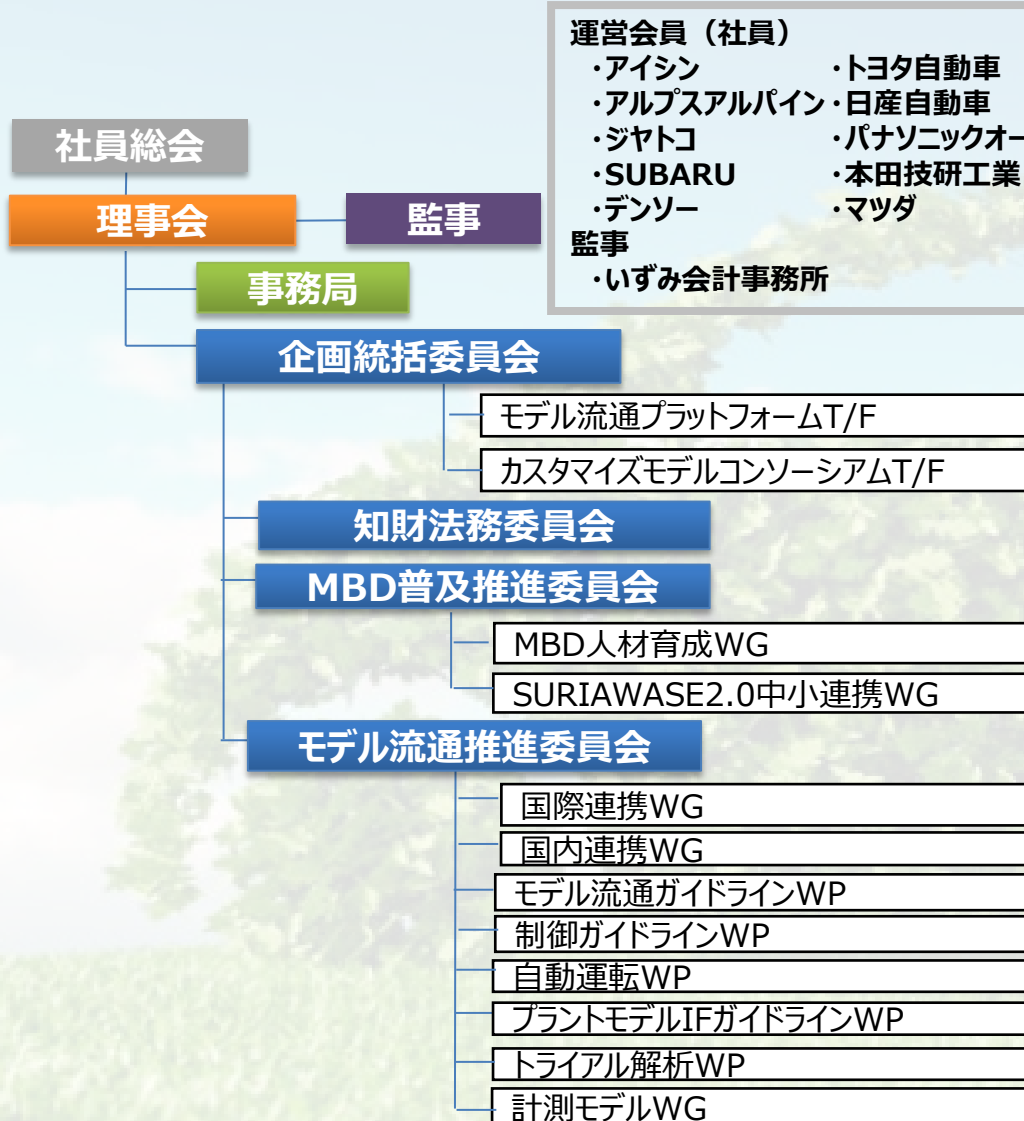 運営会員（社員）
・アイシン ・トヨタ自動車
・アルプスアルパイン ・日産自動車
・ジヤトコ ・パナソニックオー
・SUBARU ・本田技研工業
・デンソー ・マツダ
監事
・いずみ会計事務所
社員総会
理事会
監事
事務局
企画統括委員会
モデル流通プラットフォームT/F
カスタマイズモデルコンソーシアムT/F
知財法務委員会
MBD普及推進委員会
MBD人材育成WG
SURIAWASE2.0中小連携WG
モデル流通推進委員会
国際連携WG
国内連携WG
モデル流通ガイドラインWP
制御ガイドラインWP
自動運転WP
プラントモデルIFガイドラインWP
トライアル解析WP
計測モデルWG